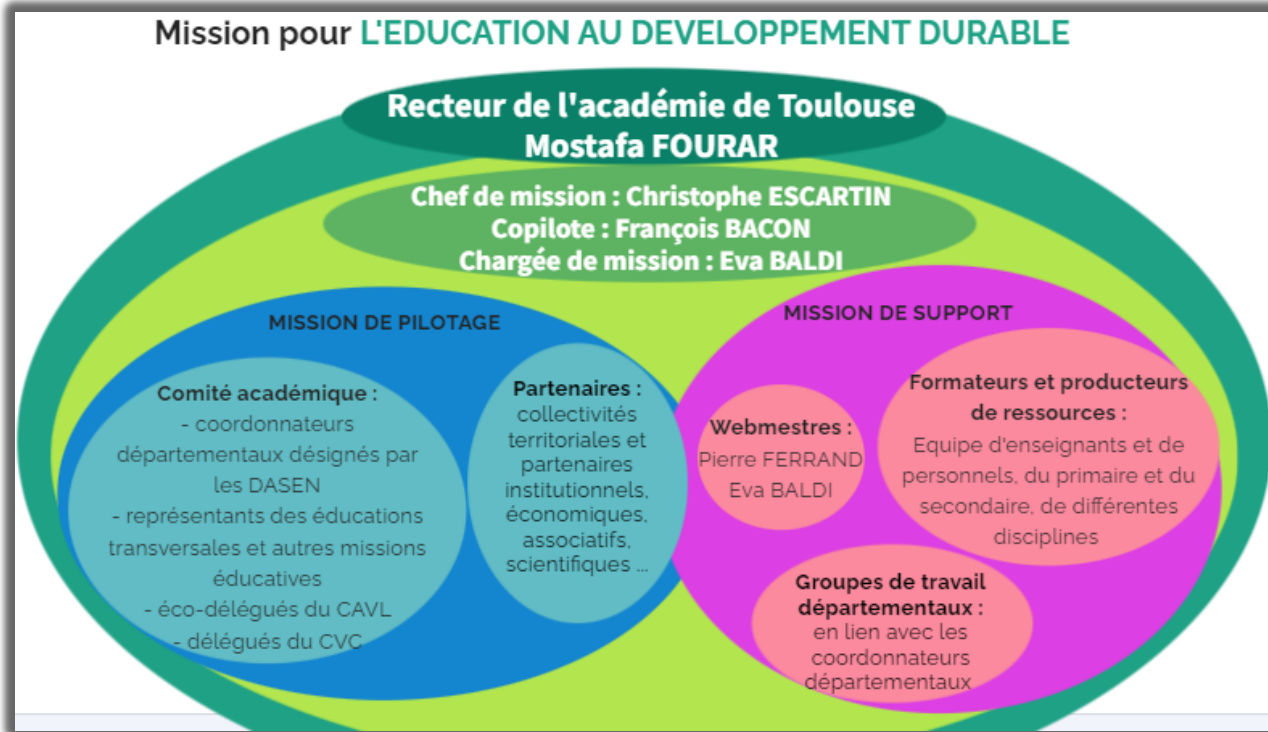 Mission pour L'EDUCATION AU DEVELOPPEMENT DURABLE
Recteur de l'académie de Toulouse
Mostafa FOURAR
Chef de mission : Christophe ESCARTIN
Copilote : François BACON
Chargée de mission : Eva BALDI
MISSION DE PILOTAGE
Comité académique :
- coordonnateurs
départementaux désignés par
les DASEN
- représentants des éducations
transversales et autres missions
éducatives
- éco-délégués du CAVL
- délégués du CVC
Partenaires :
collectivités
territoriales et
partenaires
institutionnels,
économiques,
associatifs,
scientifiques ...
MISSION DE SUPPORT
Webmestres :
Pierre FERRAND
Eva BALDI
Formateurs et producteurs
de ressources :
Equipe d'enseignants et de
personnels, du primaire et du
secondaire, de différentes
disciplines
Groupes de travail
départementaux :
en lien avec les
coordonnateurs
départementaux